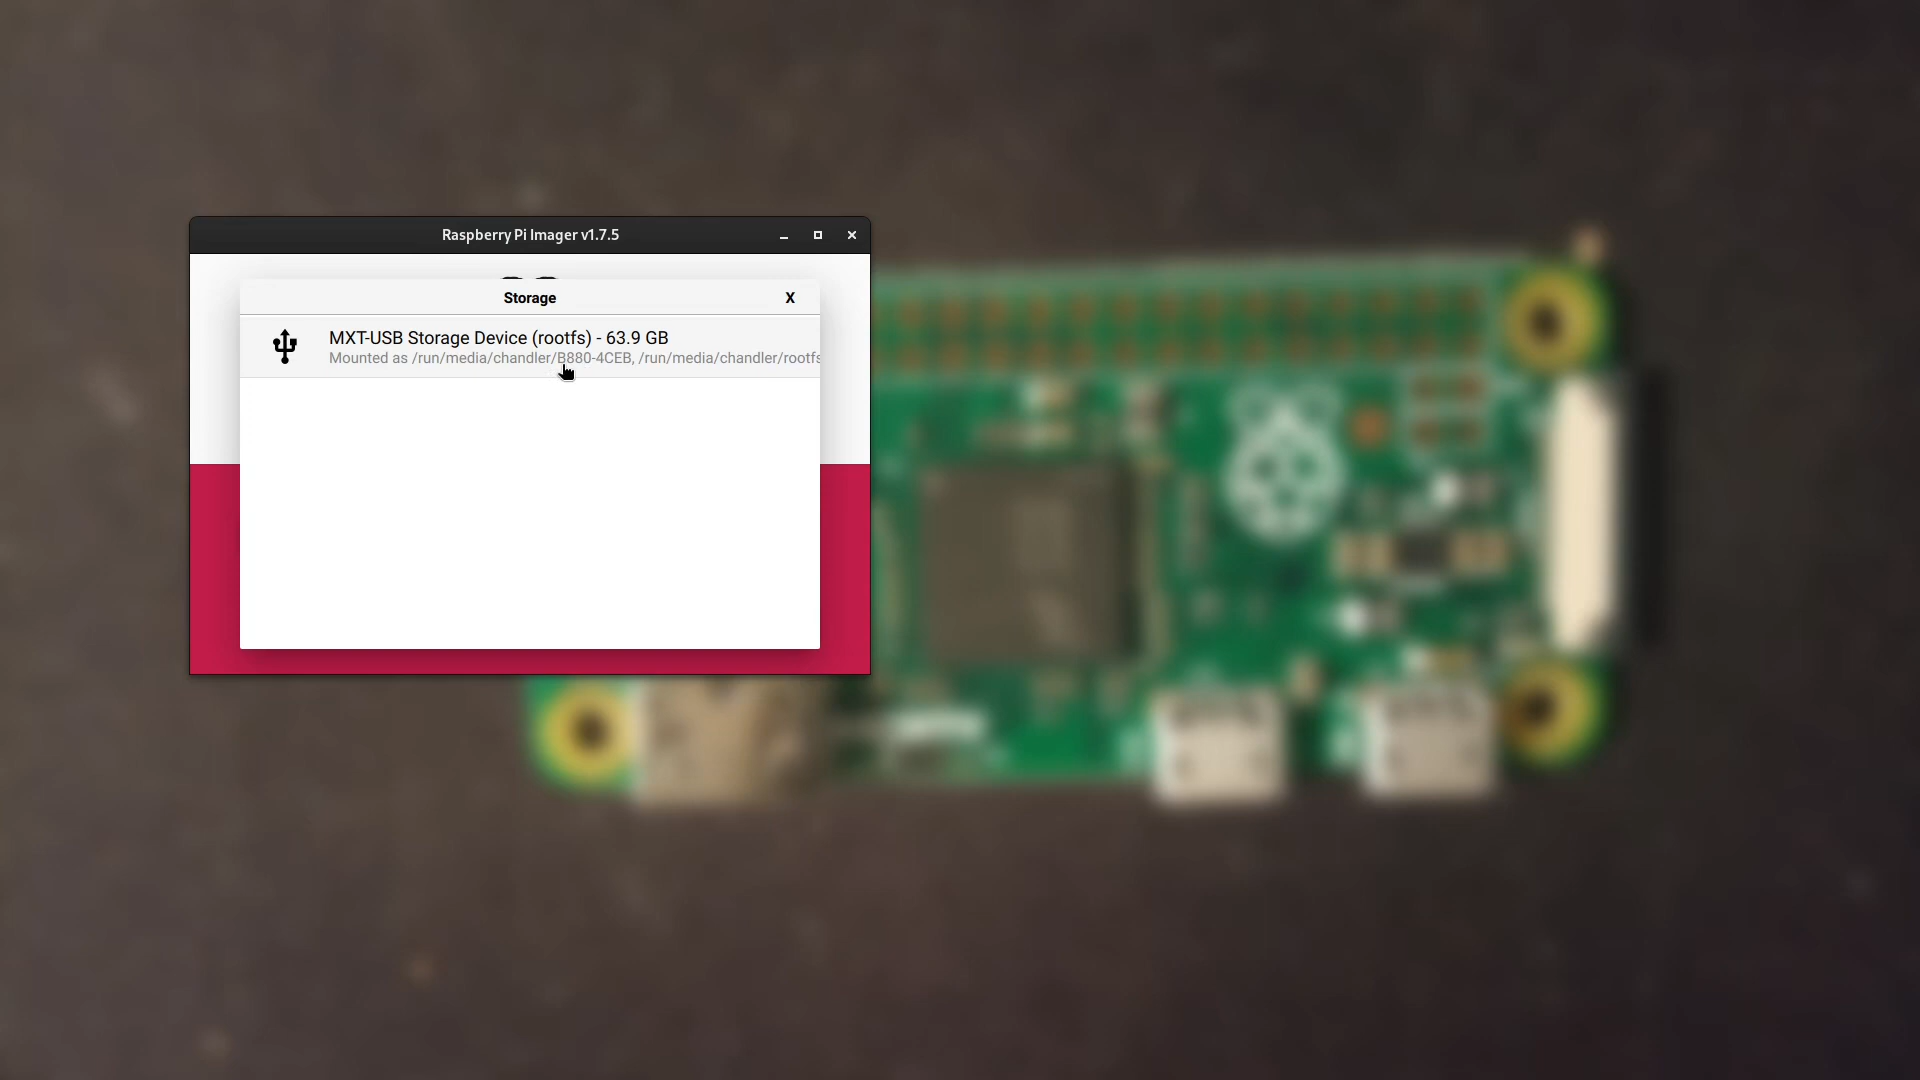 Raspberry Pi Imager v1.7.5
Storage
X
MXT-USB Storage Device (rootfs) - 63.9 GB
Mounted as /run/media/chandler/B880-4CEB, /run/media/chandler/rootfs